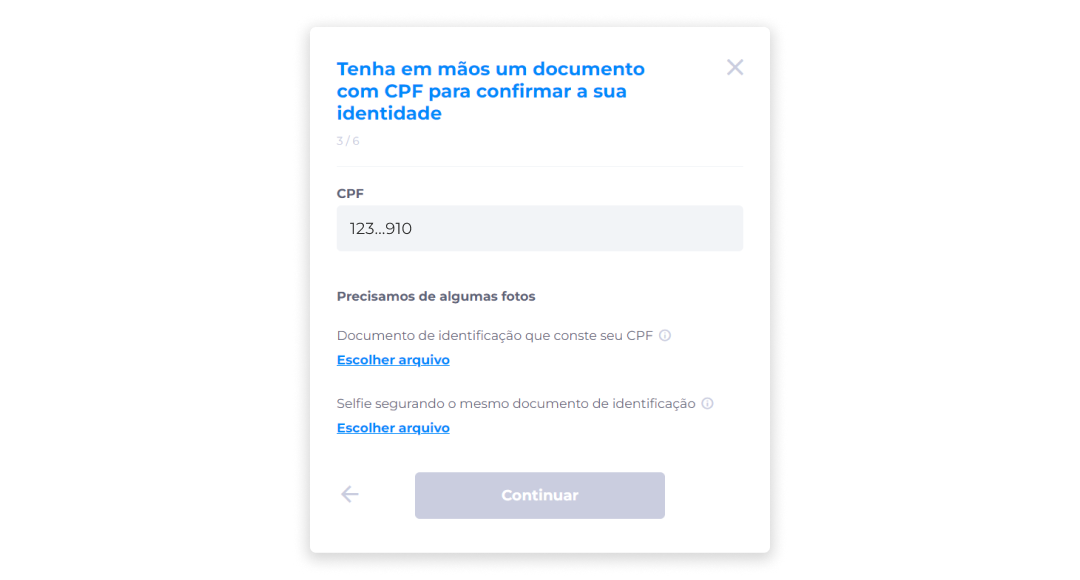 Tenha em mãos um documento
com CPF para confirmar a sua
identidade
3 / 6
CPF
123...910
Precisamos de algumas fotos
Documento de identificação que conste seu CPF
Escolher arquivo
Selfie segurando o mesmo documento de identificação
Escolher arquivo
Continuar